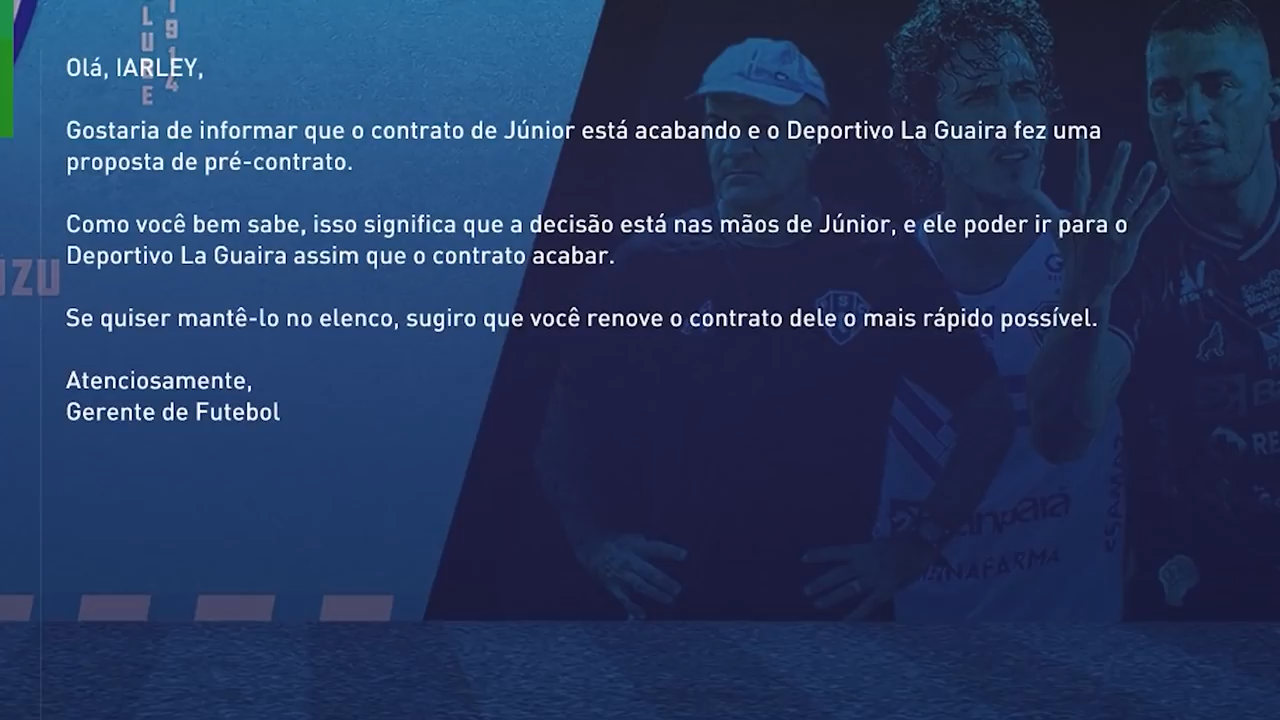 LUSE
1914
Olá, IARLEY,
Gostaria de informar que o contrato de Júnior está acabando e o Deportivo La Guaira fez uma
proposta de pré-contrato.
Como você bem sabe, isso significa que a decisão está nas mãos de Júnior, e ele poder ir para o
Deportivo La Guaira assim que o contrato acabar.
Se quiser mantê-lo no elenco, sugiro que você renove o contrato dele o mais rápido possível.
Atenciosamente,
Gerente de Futebol